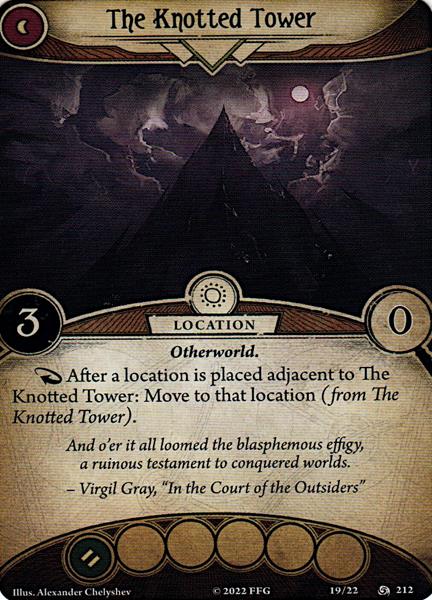 The Knotted Tower
3
LOCATION
0
Otherworld.
After a location is placed adjacent to The
Knotted Tower: Move to that location (from The
Knotted Tower).
And o'er it all loomed the blasphemous effigy,
a ruinous testament to conquered worlds.
– Virgil Gray, “In the Court of the Outsiders”
Illus. Alexander Chelyshev © 2022 FFG 19/22 212